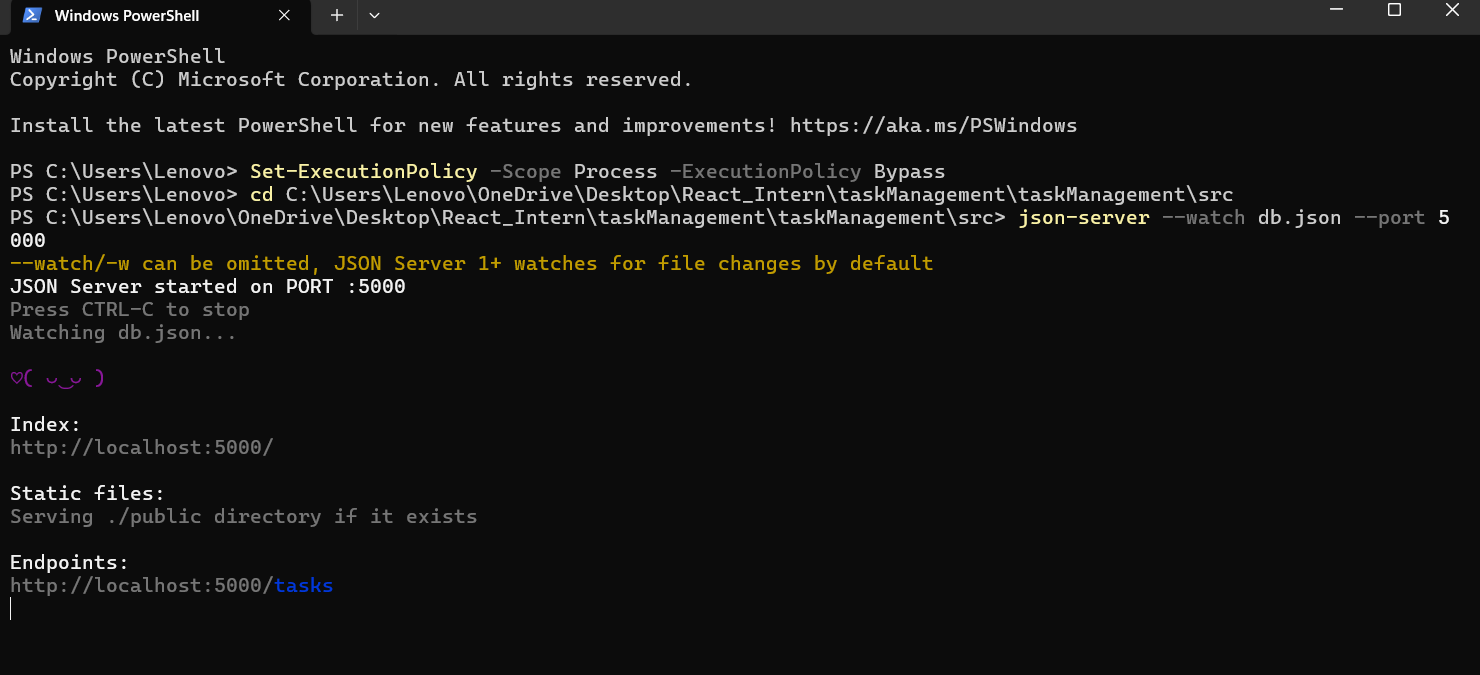 Windows PowerShell
Windows PowerShell
Copyright (C) Microsoft Corporation. All rights reserved.
Install the latest PowerShell for new features and improvements! https://aka.ms/PSWindows
PS C:\Users\Lenovo> Set-ExecutionPolicy -Scope Process -ExecutionPolicy Bypass
PS C:\Users\Lenovo> cd C:\Users\Lenovo\OneDrive\Desktop\React_Intern\taskManagement\taskManagement\src
PS C:\Users\Lenovo\OneDrive\Desktop\React_Intern\taskManagement\taskManagement\src> json-server --watch db.json --port 5
000
--watch/-w can be omitted, JSON Server 1+ watches for file changes by default
JSON Server started on PORT :5000
Press CTRL-C to stop
Watching db.json...
♡( ᴗ‿ᴗ )
Index:
http://localhost:5000/
Static files:
Serving ./public directory if it exists
Endpoints:
http://localhost:5000/tasks